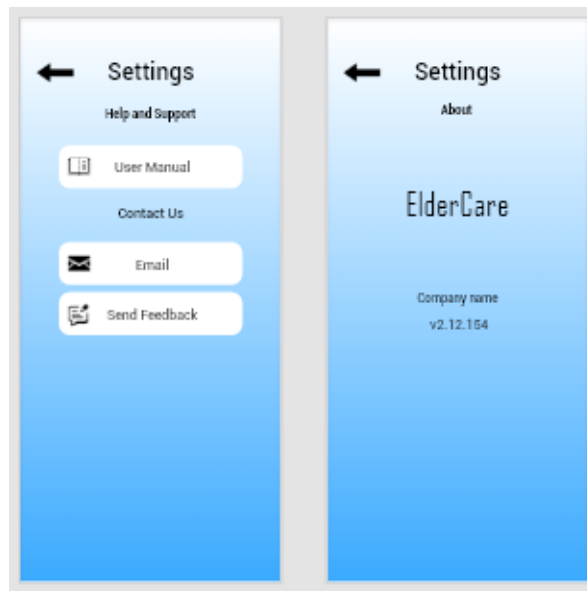 Settings
Help and Support
User Manual
Contact Us
Email
Send Feedback
Settings
About
ElderCare
Company name
v2.12.154